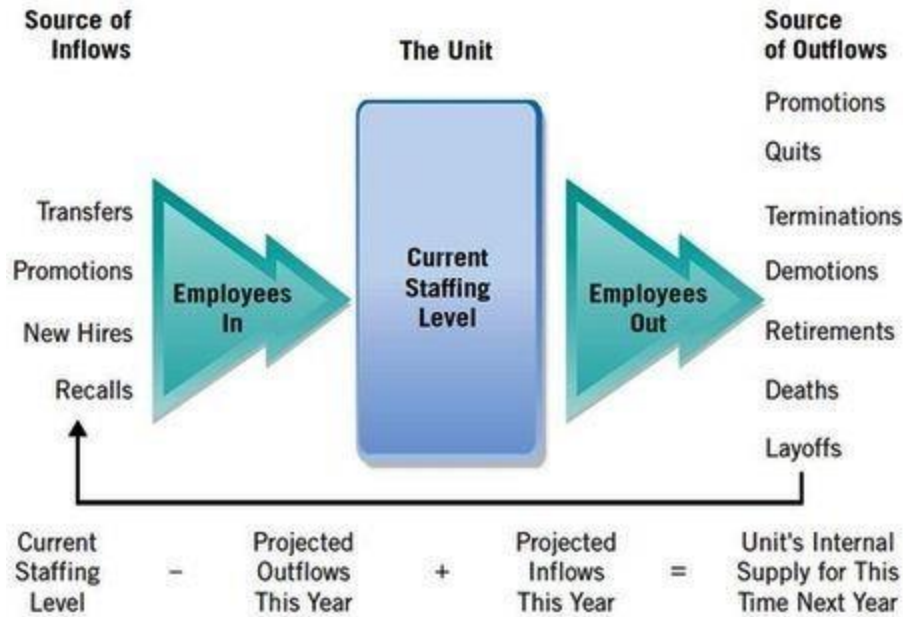 Source of
Inflows
The Unit
Source
of Outflows
Transfers
Promotions
New Hires
Recalls
Employees
In
Current
Staffing
Level
Employees
Out
Promotions
Quits
Terminations
Demotions
Retirements
Deaths
Layoffs
Current
Staffing
Level
-
Projected
Outflows
This Year
+
Projected
Inflows
This Year
=
Unit's Internal
Supply for This
Time Next Year